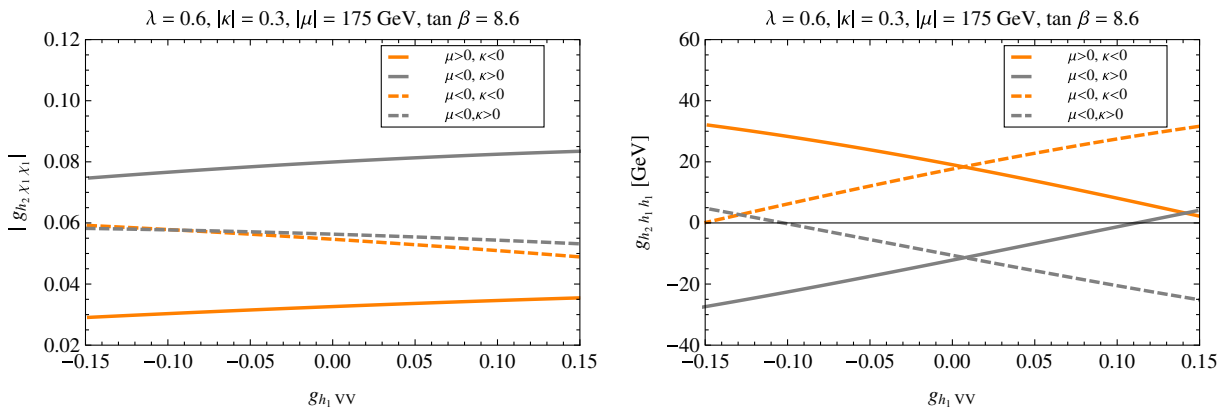 λ = 0.6, |κ| = 0.3, |μ| = 175 GeV, tan β = 8.6
0.12
0.10
0.08
0.06
0.04
0.02
| g_{h₂ χ₁ χ₁} |
μ>0, κ<0
μ<0, κ>0
μ<0, κ<0
μ<0,κ>0
−0.15 −0.10 −0.05 0.00 0.05 0.10 0.15
g_{h₁ VV}
λ = 0.6, |κ| = 0.3, |μ| = 175 GeV, tan β = 8.6
60
40
20
0
−20
−40
g_{h₂ h₁ h₁} [GeV]
μ>0, κ<0
μ<0, κ>0
μ<0, κ<0
μ<0,κ>0
−0.15 −0.10 −0.05 0.00 0.05 0.10 0.15
g_{h₁ VV}